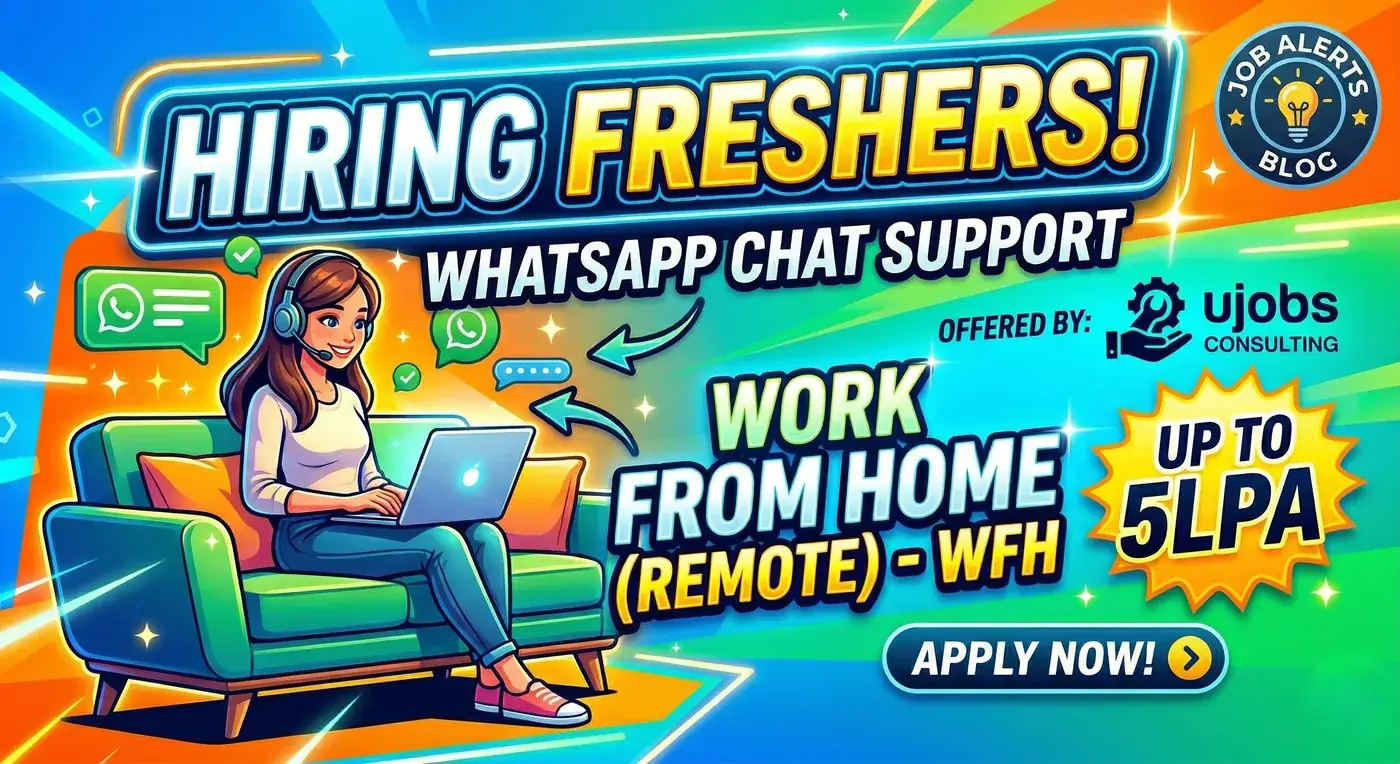 HIRING FRESHERS!
JOB ALERTS
BLOG
WHATSAPP CHAT SUPPORT
OFFERED BY:
ujobs
CONSULTING
WORK
FROM HOME
(REMOTE) - WFH
UP TO
5LPA
APPLY NOW!